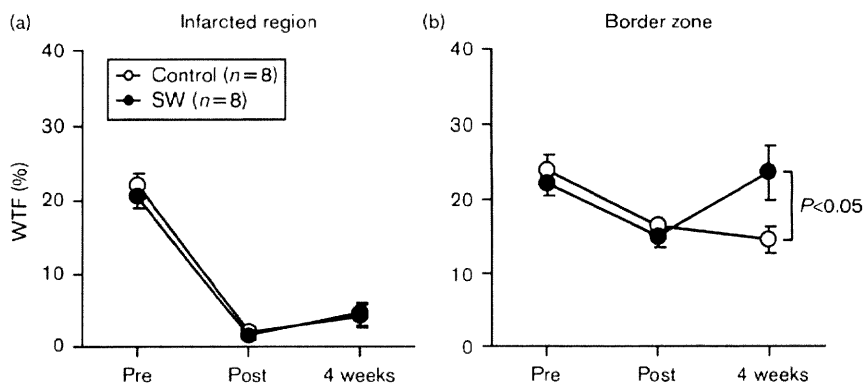 (a) Infarcted region
40
30
20
10
0
WTF (%)
Control (n=8)
SW (n=8)
Pre Post 4 weeks
(b) Border zone
40
30
20
10
0
P<0.05
Pre Post 4 weeks